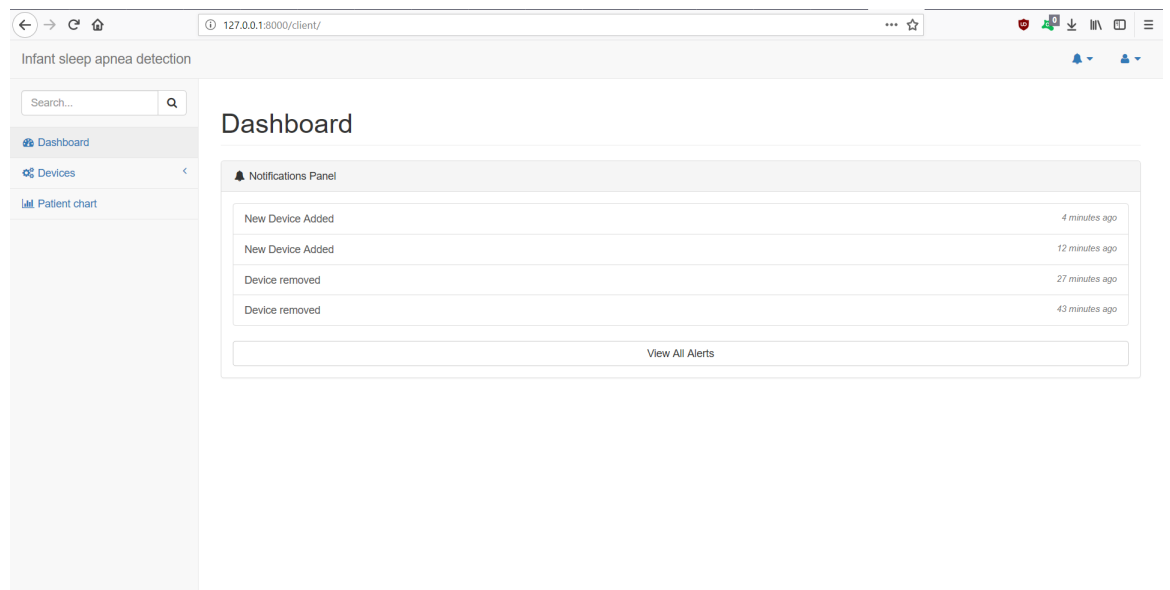 127.0.0.1:8000/client/
0
Infant sleep apnea detection
Search...
Dashboard
Devices
Patient chart
Dashboard
Notifications Panel
New Device Added 4 minutes ago
New Device Added 12 minutes ago
Device removed 27 minutes ago
Device removed 43 minutes ago
View All Alerts